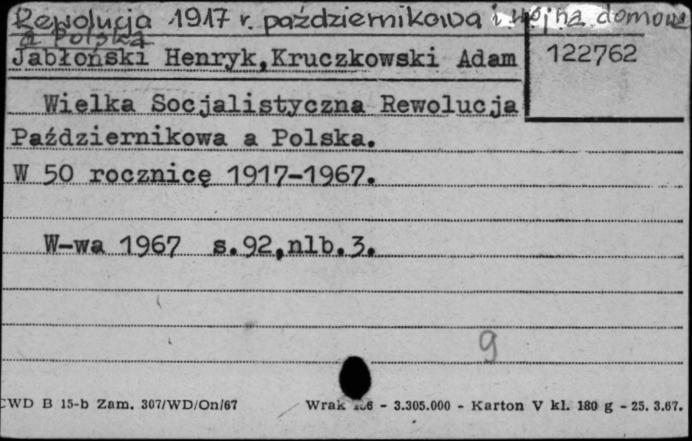 Rewolucja 1917 r. październikowa i wojna domowa
a Polska
Jabłoński Henryk, Kruczkowski Adam
122762
Wielka Socjalistyczna Rewolucja
Październikowa a Polska.
W 50 rocznicę 1917-1967.
W-wa 1967 s.92,nlb.3.
9
CWD B 15-b Zam. 307/WD/On/67 Wrak - 3.305.000 - Karton V kl. 180 g - 25. 3.67.